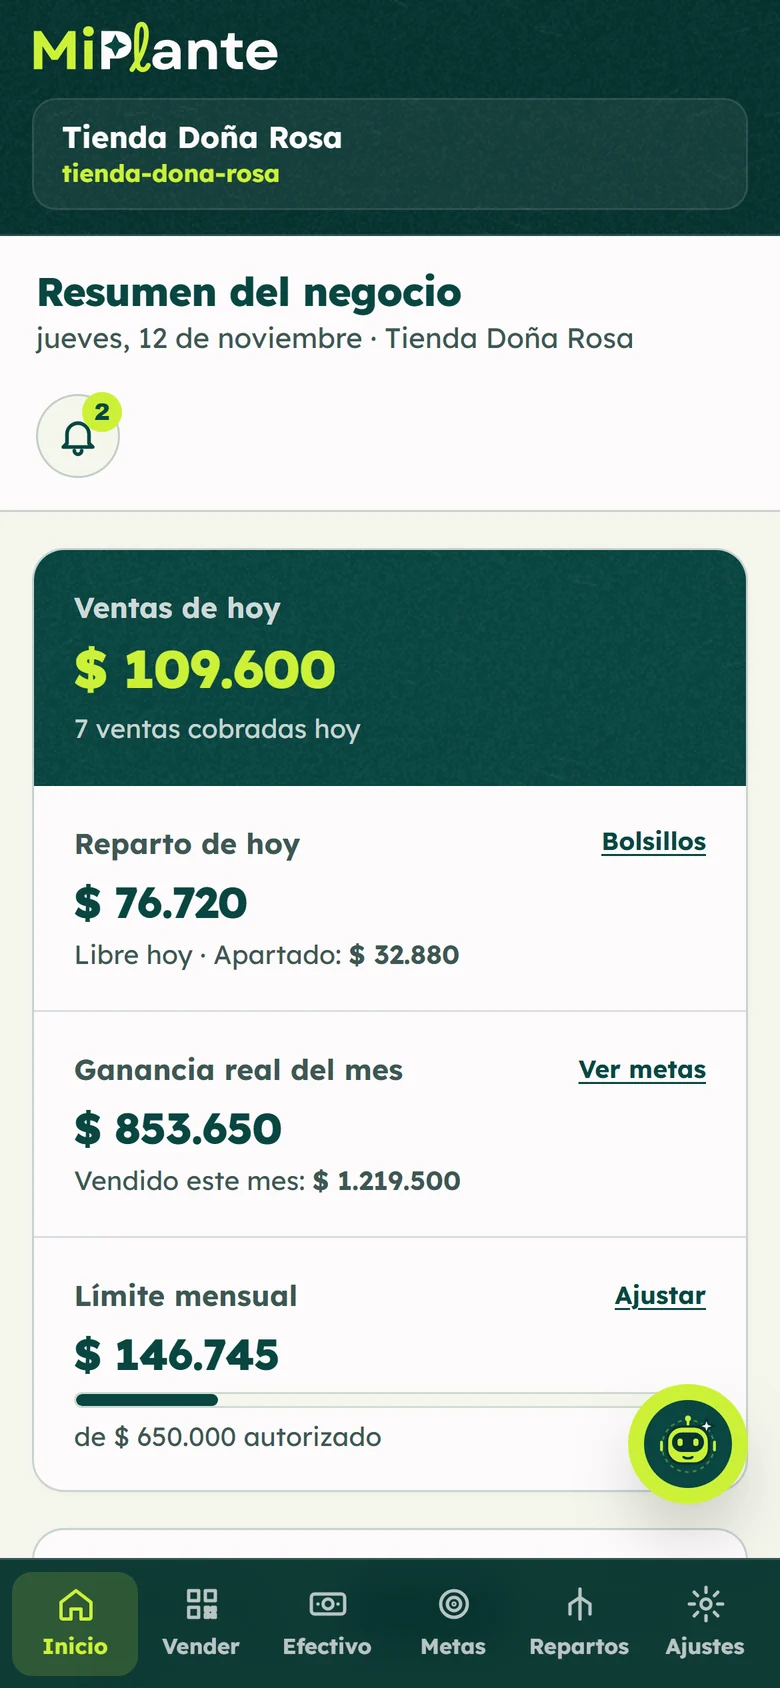 MiPlante
Tienda Doña Rosa
tienda-dona-rosa
Resumen del negocio
jueves, 12 de noviembre · Tienda Doña Rosa
2
Ventas de hoy
$ 109.600
7 ventas cobradas hoy
Reparto de hoy
Bolsillos
$ 76.720
Libre hoy · Apartado: $ 32.880
Ganancia real del mes
Ver metas
$ 853.650
Vendido este mes: $ 1.219.500
Límite mensual
Ajustar
$ 146.745
de $ 650.000 autorizado
Inicio
Vender
Efectivo
Metas
Repartos
Ajustes